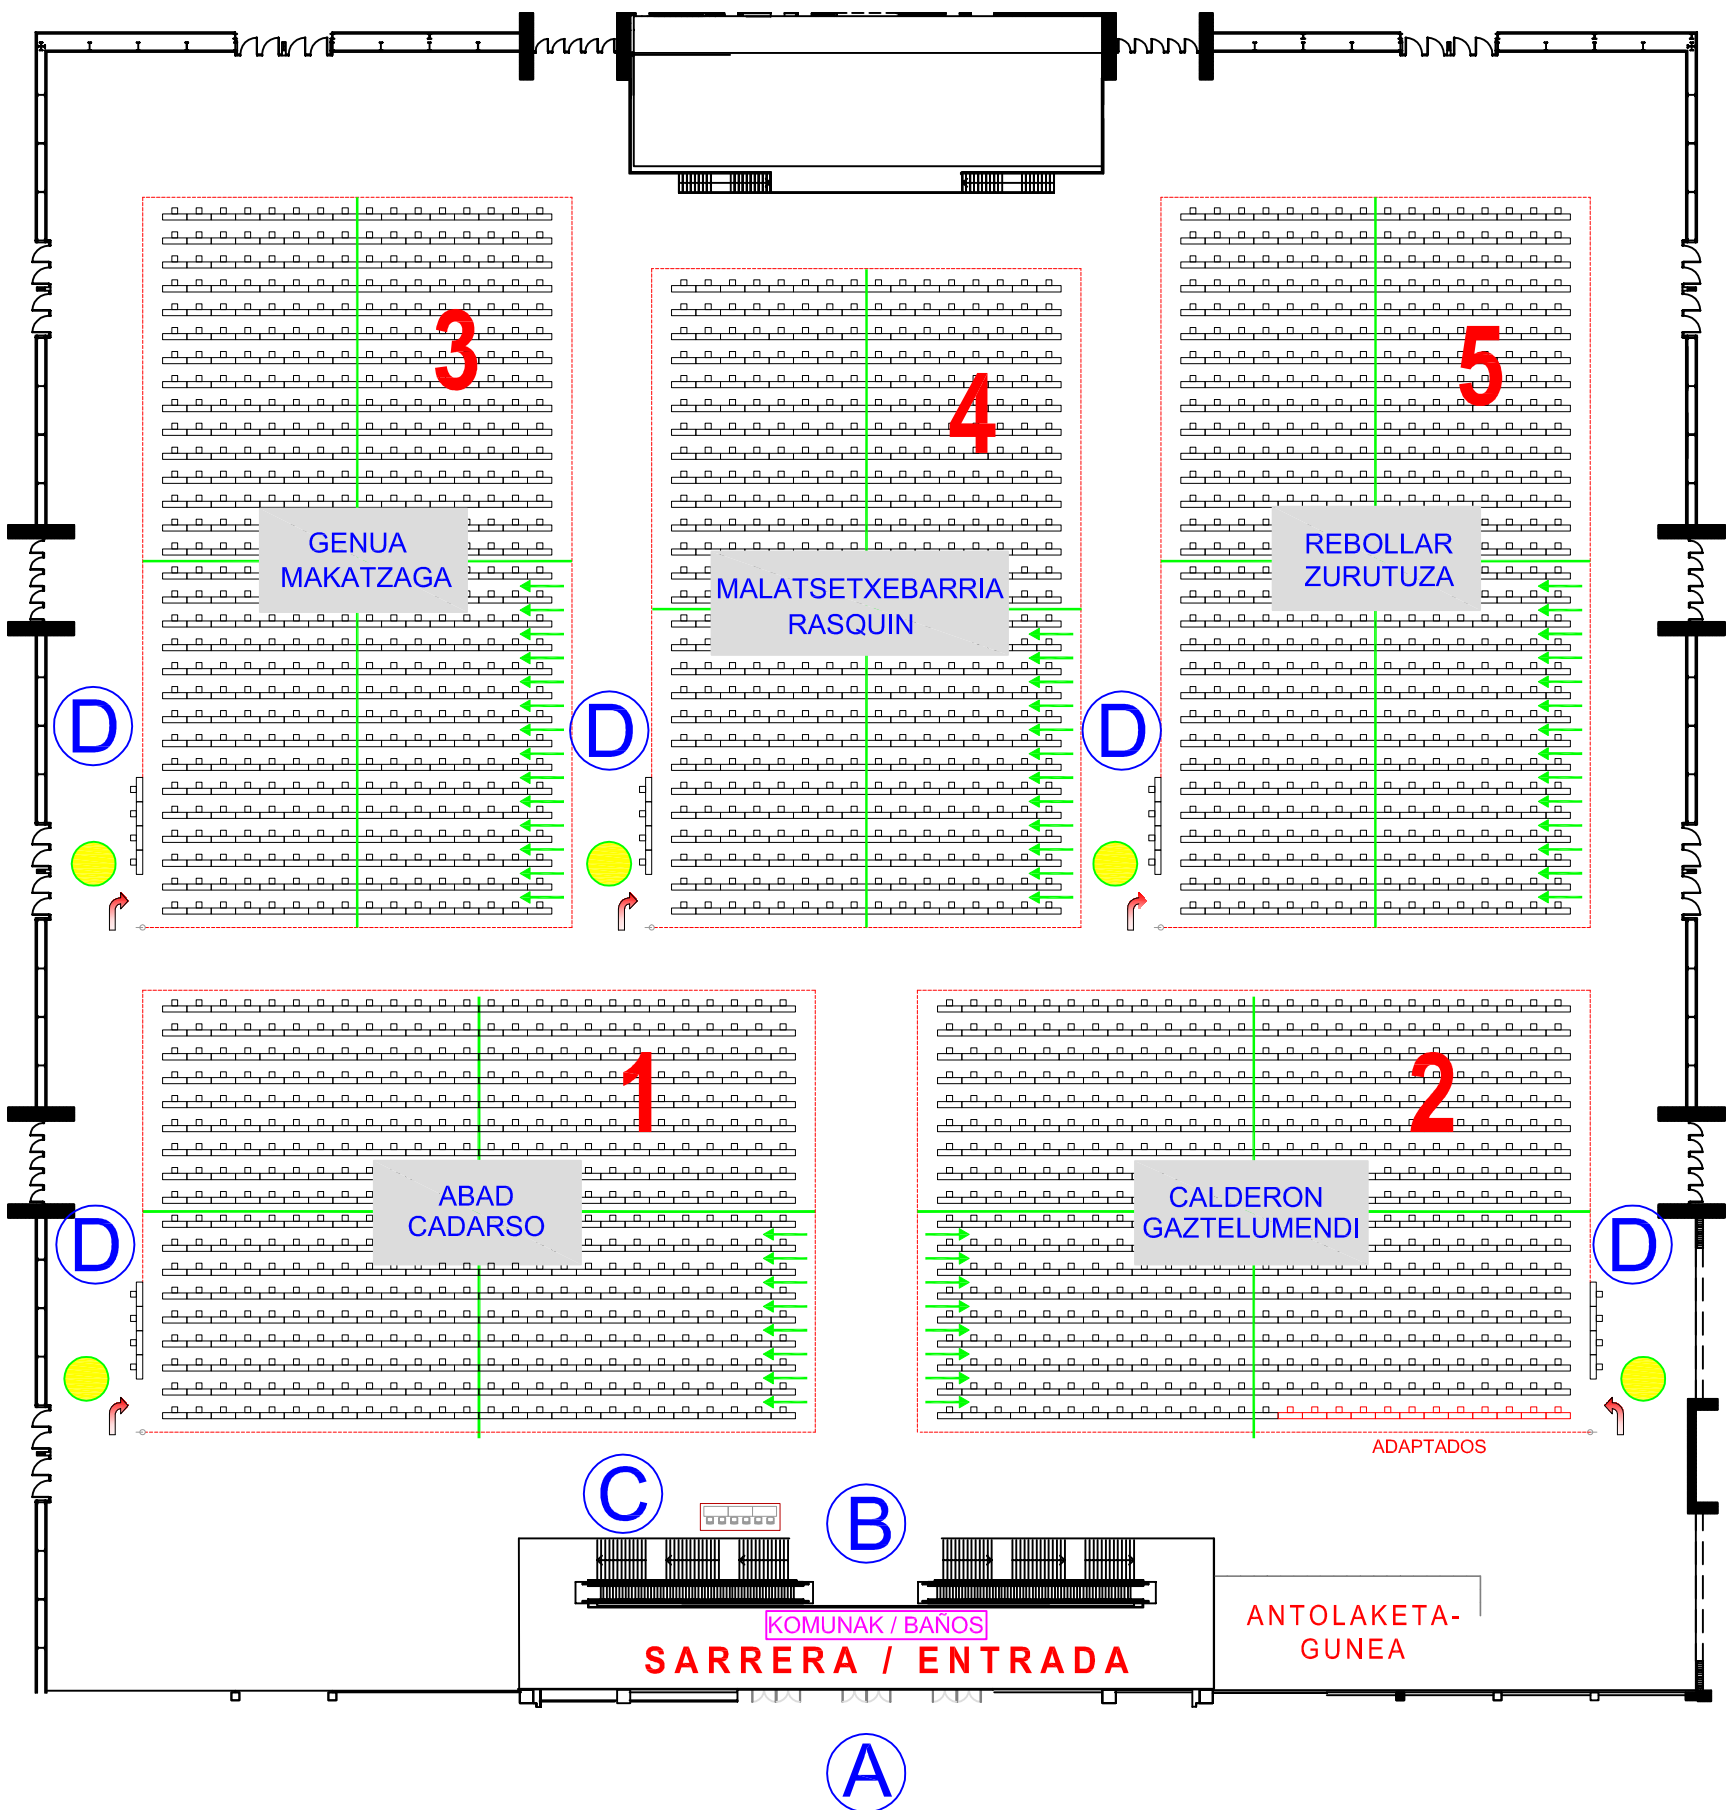 3
4
5
GENUA
MAKATZAGA
MALATSETXEBARRIA
RASQUIN
REBOLLAR
ZURUTUZA
D
D
D
1
2
ABAD
CADARSO
CALDERON
GAZTELUMENDI
D
D
ADAPTADOS
C
B
KOMUNAK / BAÑOS
SARRERA / ENTRADA
ANTOLAKETA-
GUNEA
A